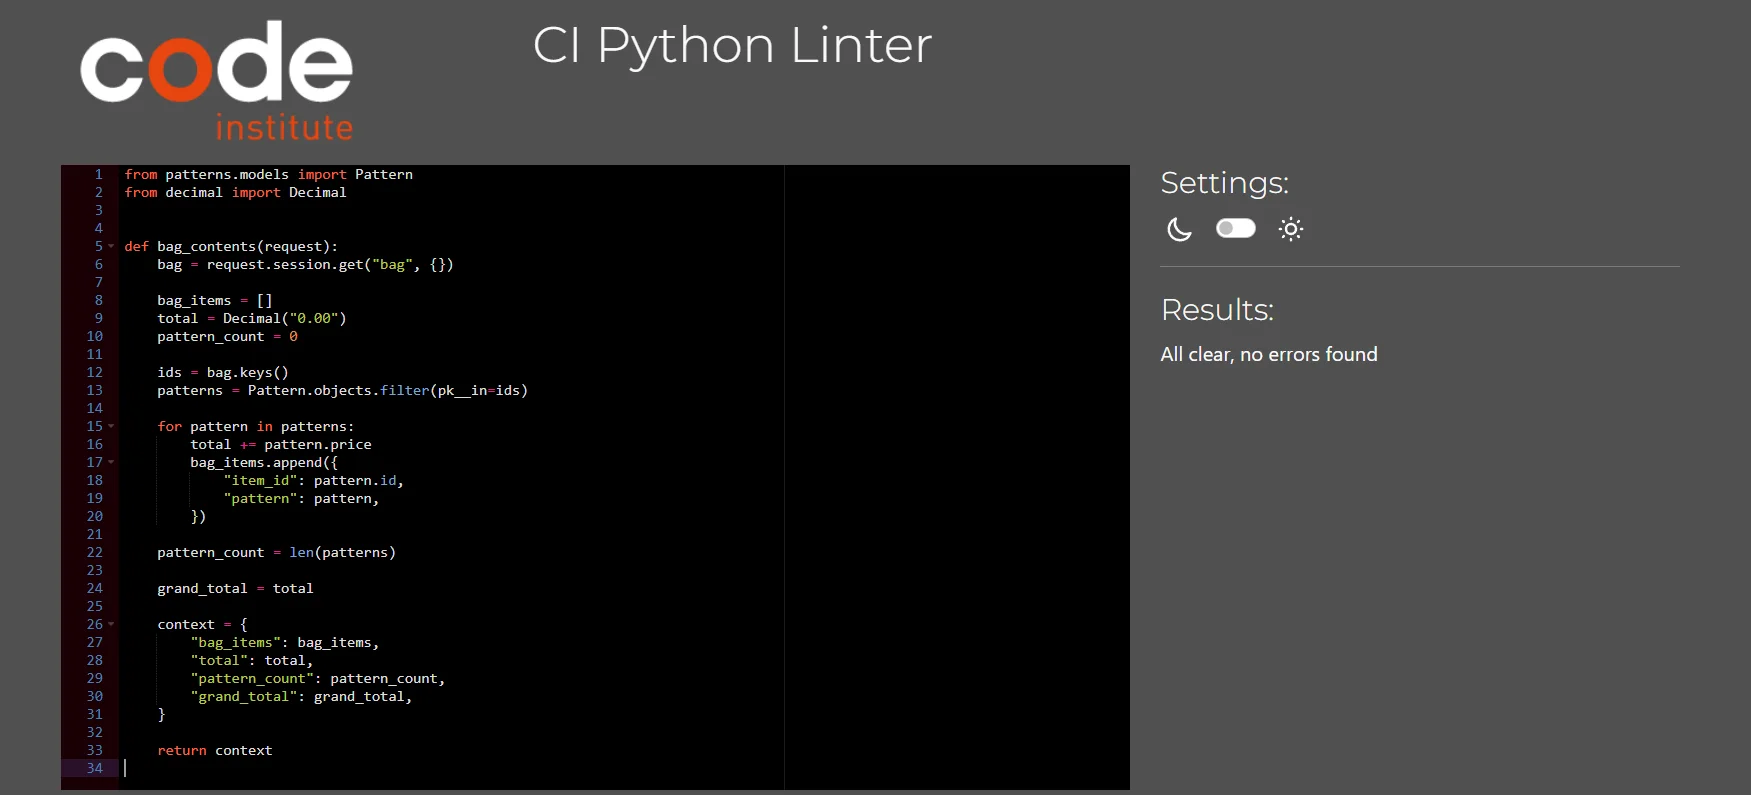 code
institute
CI Python Linter
1 from patterns.models import Pattern
2 from decimal import Decimal
3
4
5 def bag_contents(request):
6     bag = request.session.get("bag", {})
7
8     bag_items = []
9     total = Decimal("0.00")
10     pattern_count = 0
11
12     ids = bag.keys()
13     patterns = Pattern.objects.filter(pk__in=ids)
14
15     for pattern in patterns:
16         total += pattern.price
17         bag_items.append({
18             "item_id": pattern.id,
19             "pattern": pattern,
20         })
21
22     pattern_count = len(patterns)
23
24     grand_total = total
25
26     context = {
27         "bag_items": bag_items,
28         "total": total,
29         "pattern_count": pattern_count,
30         "grand_total": grand_total,
31     }
32
33     return context
34
Settings:
Results:
All clear, no errors found